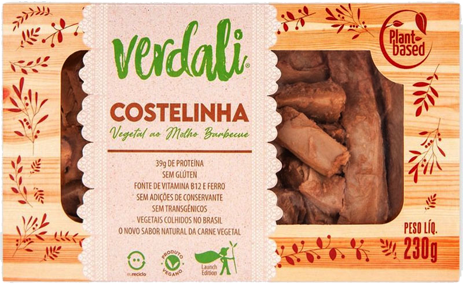 verdali®
COSTELINHA
Vegetal ao Molho Barbecue
39g DE PROTEÍNA
SEM GLÚTEN
FONTE DE VITAMINA B12 E FERRO
SEM ADIÇÕES DE CONSERVANTE
SEM TRANSGÊNICOS
VEGETAIS COLHIDOS NO BRASIL
O NOVO SABOR NATURAL DA CARNE VEGETAL
eureciclo
PRODUTO
VEGANO
Launch
Edition
Plant
based
PESO LÍQ.
230g